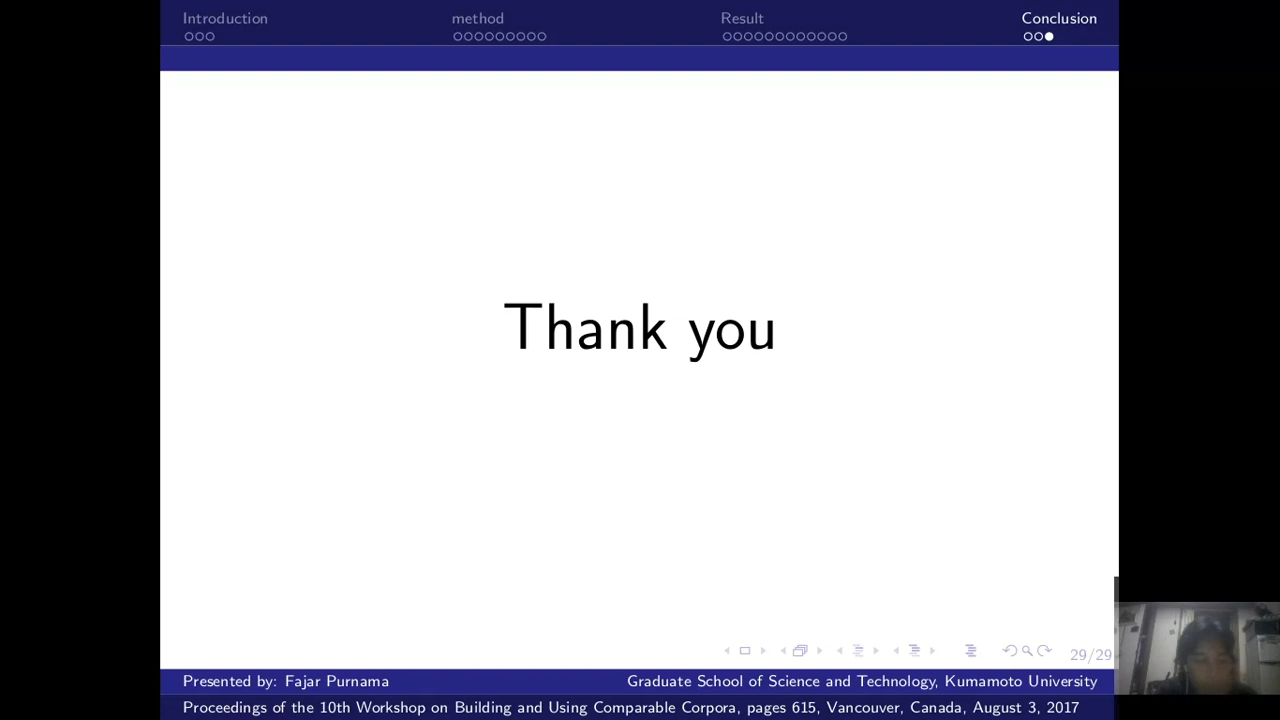 Introduction method Result Conclusion
Thank you
29/29
Presented by: Fajar Purnama Graduate School of Science and Technology, Kumamoto University
Proceedings of the 10th Workshop on Building and Using Comparable Corpora, pages 615, Vancouver, Canada, August 3, 2017